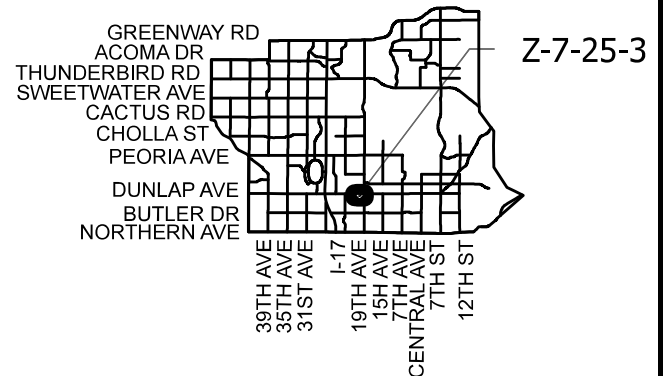 GREENWAY RD
ACOMA DR
THUNDERBIRD RD
SWEETWATER AVE
CACTUS RD
CHOLLA ST
PEORIA AVE
DUNLAP AVE
BUTLER DR
NORTHERN AVE
Z-7-25-3
39TH AVE
35TH AVE
31ST AVE
I-17
19TH AVE
15H AVE
7TH AVE
CENTRAL AVE
7TH ST
12TH ST